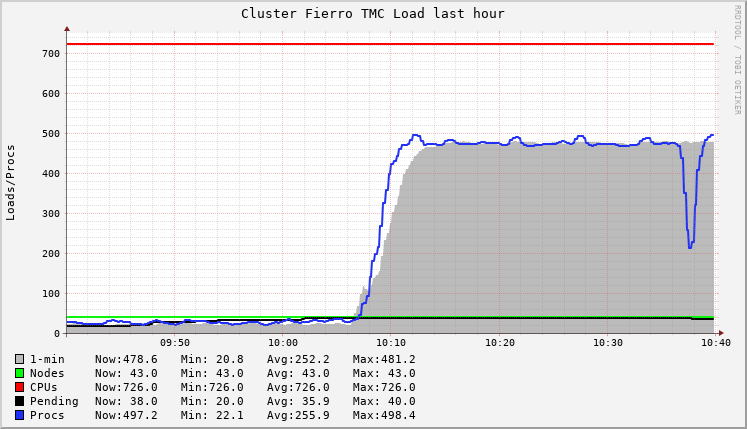 Cluster Fierro TMC Load last hour
RRDTOOL / TOBI OETIKER
Loads/Procs
700
600
500
400
300
200
100
0
09:50 10:00 10:10 10:20 10:30 10:40
1-min Now:478.6 Min: 20.8 Avg:252.2 Max:481.2
Nodes Now: 43.0 Min: 43.0 Avg: 43.0 Max: 43.0
CPUs Now:726.0 Min:726.0 Avg:726.0 Max:726.0
Pending Now: 38.0 Min: 20.0 Avg: 35.9 Max: 40.0
Procs Now:497.2 Min: 22.1 Avg:255.9 Max:498.4